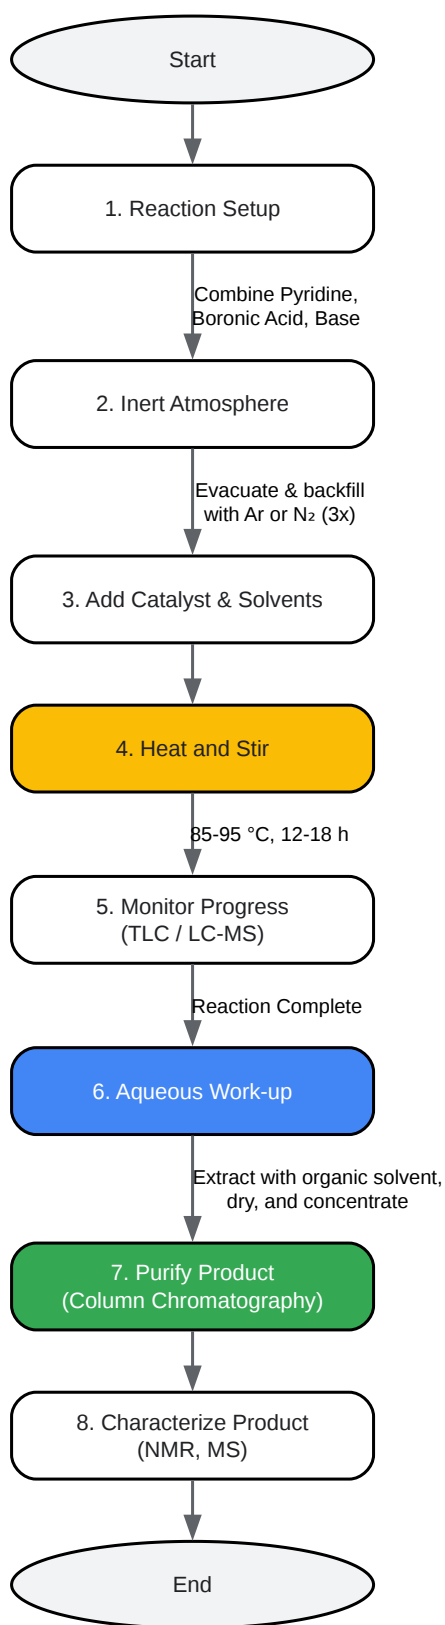 Start
1. Reaction Setup
Combine Pyridine,
Boronic Acid, Base
2. Inert Atmosphere
Evacuate & backfill
with Ar or N₂ (3x)
3. Add Catalyst & Solvents
4. Heat and Stir
85-95 °C, 12-18 h
5. Monitor Progress
(TLC / LC-MS)
Reaction Complete
6. Aqueous Work-up
Extract with organic solvent,
dry, and concentrate
7. Purify Product
(Column Chromatography)
8. Characterize Product
(NMR, MS)
End